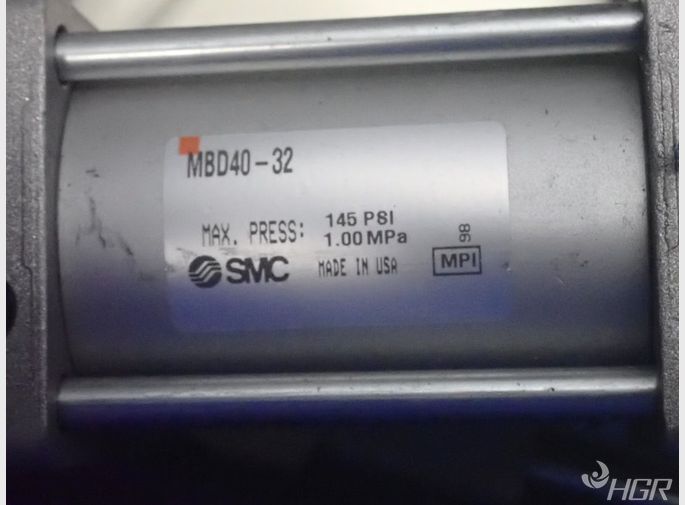 MBD40-32
MAX. PRESS: 145 PSI
1.00 MPa
SMC MADE IN USA MPI
98
HGR